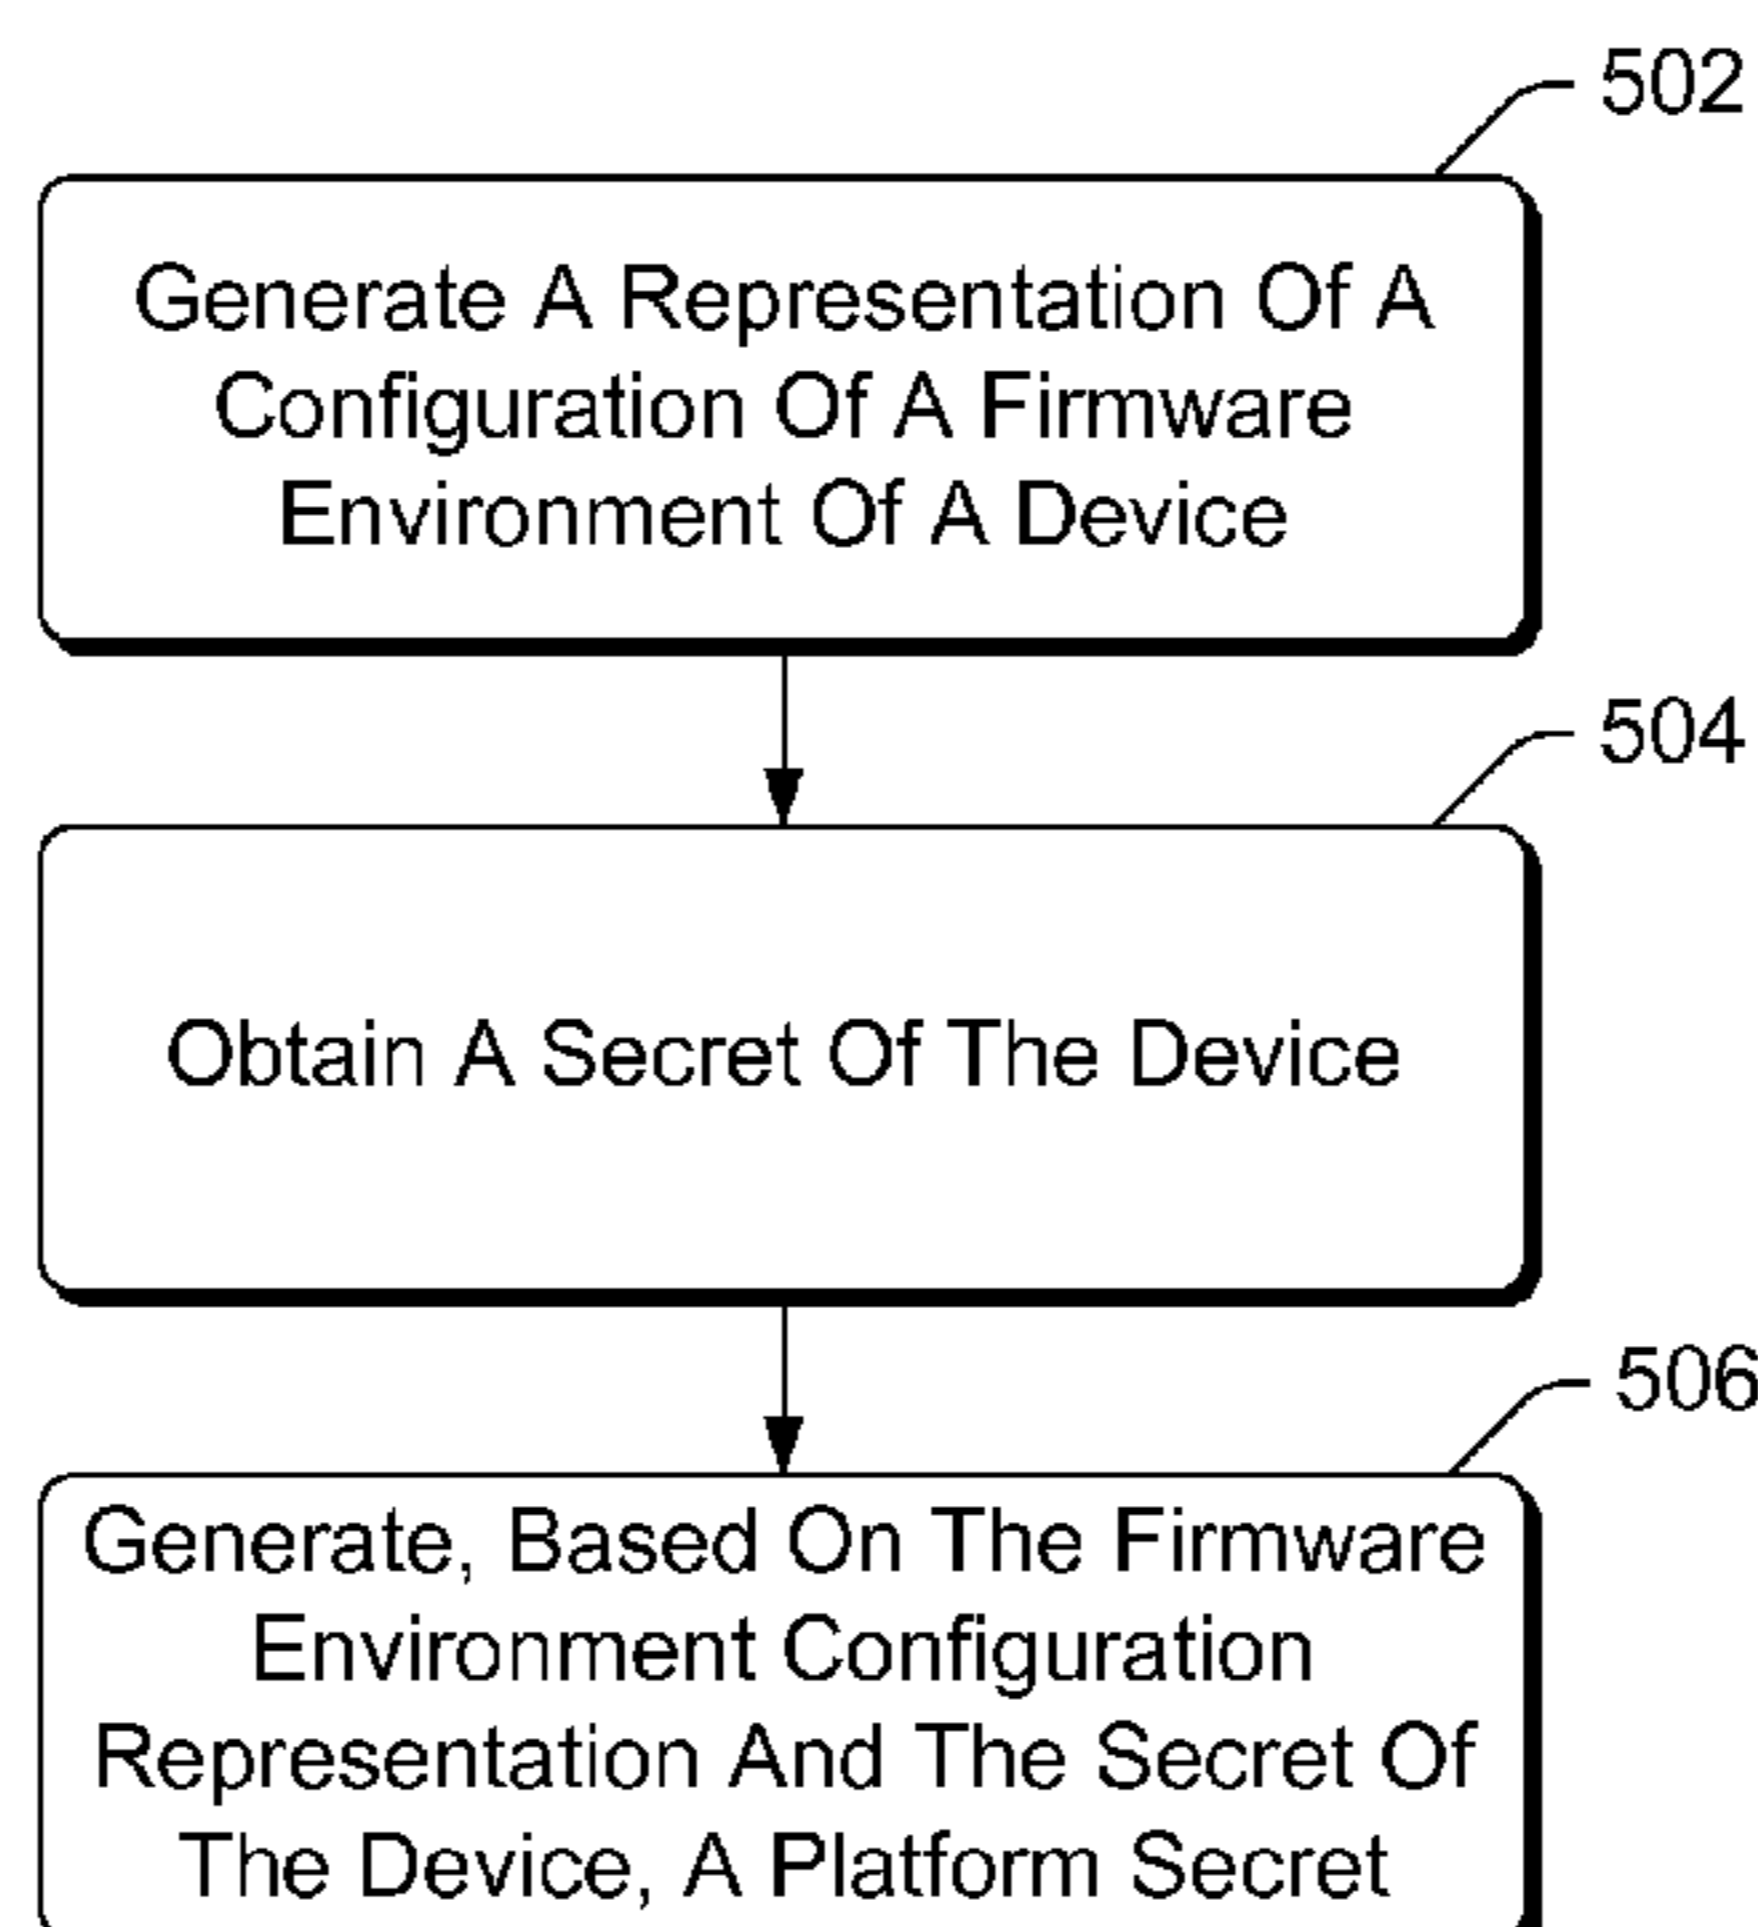 502
Generate A Representation Of A
Configuration Of A Firmware
Environment Of A Device
504
Obtain A Secret Of The Device
506
Generate, Based On The Firmware
Environment Configuration
Representation And The Secret Of
The Device, A Platform Secret